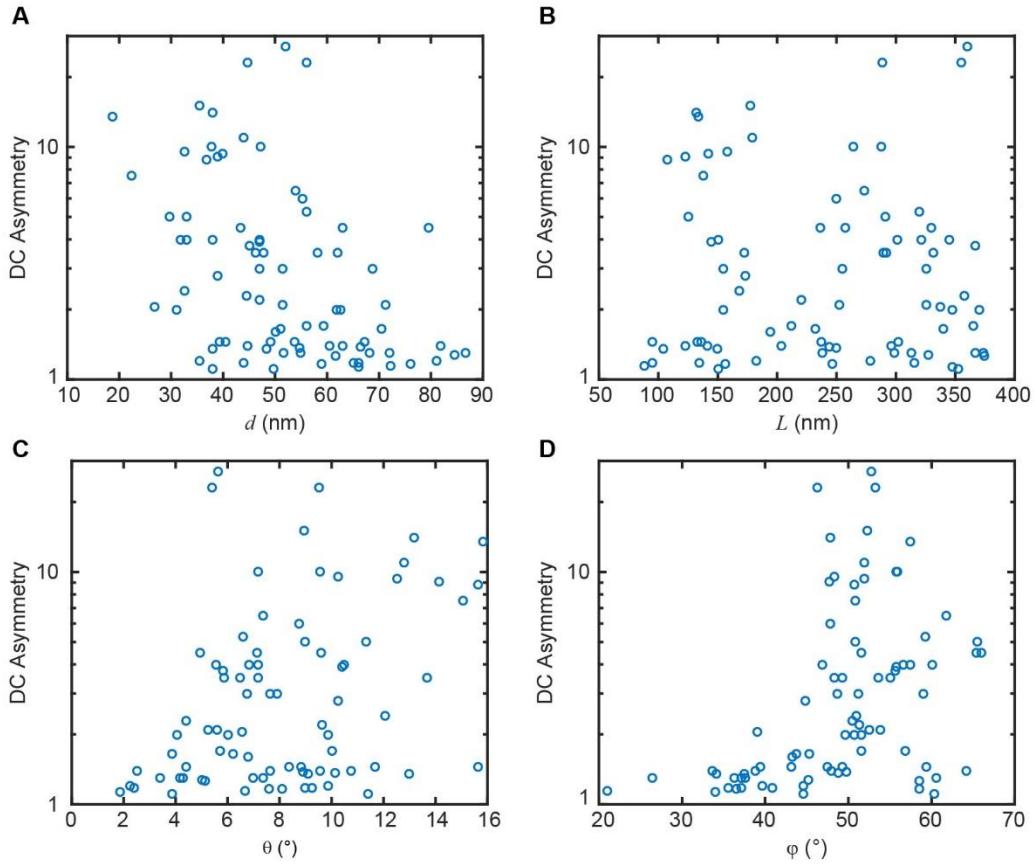 A
DC Asymmetry
10
1
10 20 30 40 50 60 70 80 90
d (nm)
B
DC Asymmetry
10
1
50 100 150 200 250 300 350 400
L (nm)
C
DC Asymmetry
10
1
0 2 4 6 8 10 12 14 16
θ (°)
D
DC Asymmetry
10
1
20 30 40 50 60 70
φ (°)